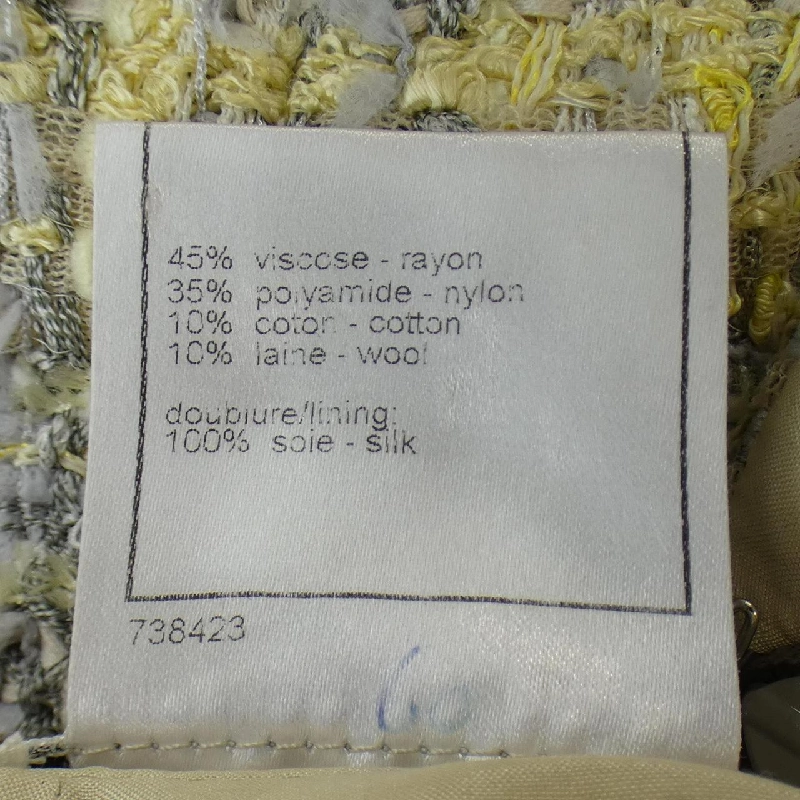 45% viscose - rayon
35% polyamide - nylon
10% coton - cotton
10% laine - wool
doublure/lining:
100% soie - silk
738423